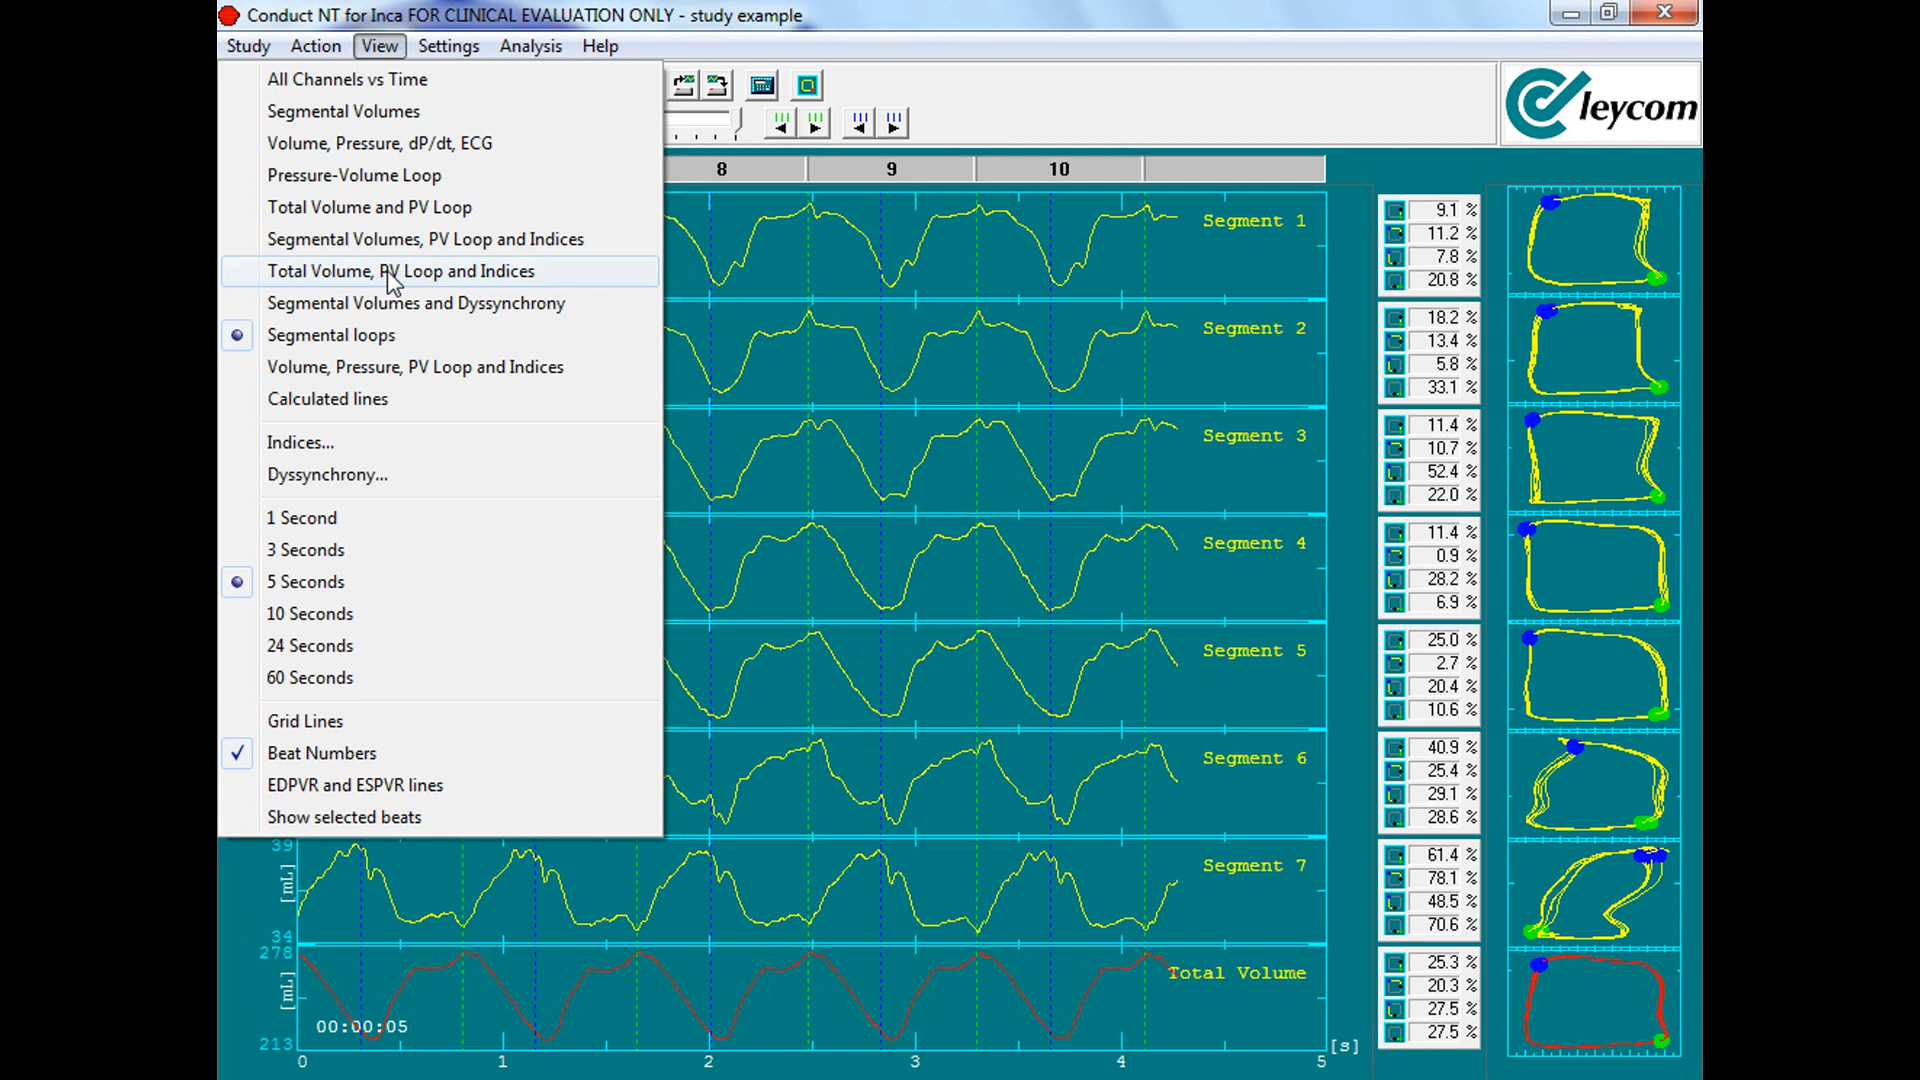 Conduct NT for Inca FOR CLINICAL EVALUATION ONLY - study example
Study Action View Settings Analysis Help
All Channels vs Time
Segmental Volumes
Volume, Pressure, dP/dt, ECG
Pressure-Volume Loop
Total Volume and PV Loop
Segmental Volumes, PV Loop and Indices
Total Volume, PV Loop and Indices
Segmental Volumes and Dyssynchrony
Segmental loops
Volume, Pressure, PV Loop and Indices
Calculated lines
Indices...
Dyssynchrony...
1 Second
3 Seconds
5 Seconds
10 Seconds
24 Seconds
60 Seconds
Grid Lines
Beat Numbers
EDPVR and ESPVR lines
Show selected beats
leycom
8 9 10
Segment 1
9.1 %
11.2 %
7.8 %
20.8 %
Segment 2
18.2 %
13.4 %
5.8 %
33.1 %
Segment 3
11.4 %
10.7 %
52.4 %
22.0 %
Segment 4
11.4 %
0.9 %
28.2 %
6.9 %
Segment 5
25.0 %
2.7 %
20.4 %
10.6 %
Segment 6
40.9 %
25.4 %
29.1 %
28.6 %
39
[mL]
34
Segment 7
61.4 %
78.1 %
48.5 %
70.6 %
278
[mL]
213
Total Volume
00:00:05
25.3 %
20.3 %
27.5 %
27.5 %
0 1 2 3 4 5 [s]